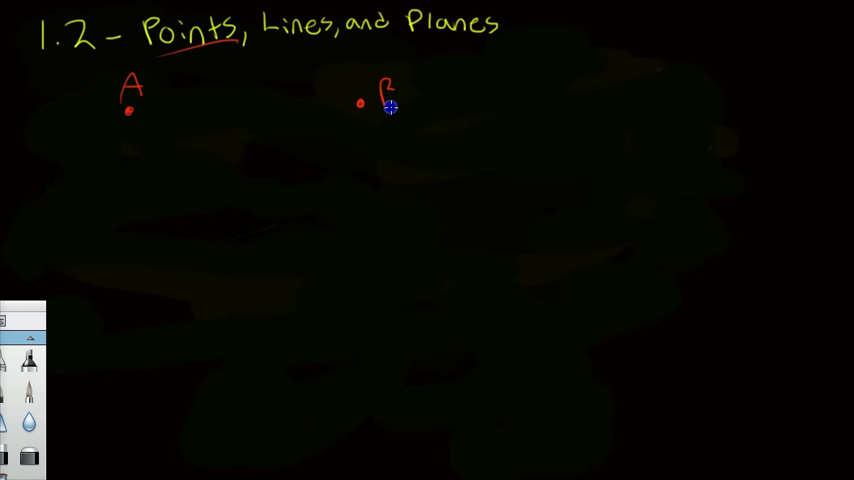 1.2 - Points, Lines, and Planes
A